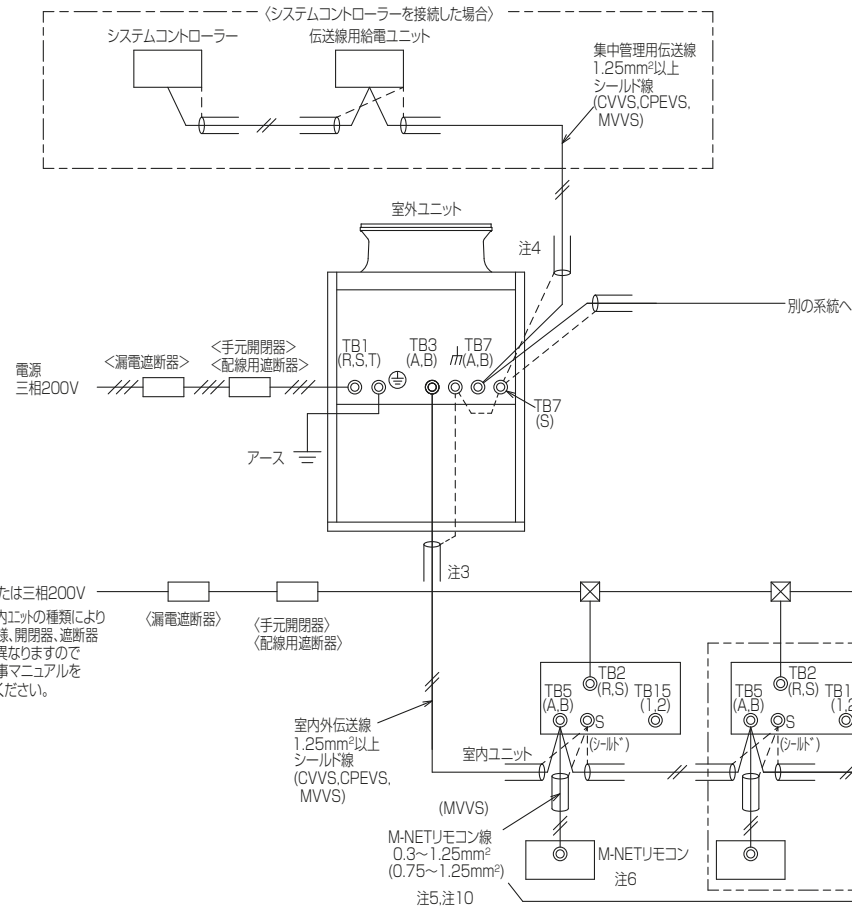 〈システムコントローラーを接続した場合〉
システムコントローラー
伝送線用給電ユニット
集中管理用伝送線
1.25mm²以上
シールド線
(CVVS,CPEVS,
MVVS)
室外ユニット
注4
別の系統へ
電源
三相200V
<漏電遮断器>
<手元開閉器>
<配線用遮断器>
TB1
(R,S,T)
TB3
(A,B)
TB7
(A,B)
TB7
(S)
アース
注3
たは三相200V
内ユニットの種類により
様、開閉器、遮断器
異なりますので
事マニュアルを
ください。
〈漏電遮断器〉
〈手元開閉器〉
〈配線用遮断器〉
室内外伝送線
1.25mm²以上
シールド線
(CVVS,CPEVS,
MVVS)
室内ユニット
TB5
(A,B)
TB2
(R,S)
TB15
(1,2)
S
(シールド)
TB5
(A,B)
TB2
(R,S)
TB1
(1,2
S
(シールド)
(MVVS)
M-NETリモコン線
0.3~1.25mm²
(0.75~1.25mm²)
注5,注10
M-NETリモコン
注6